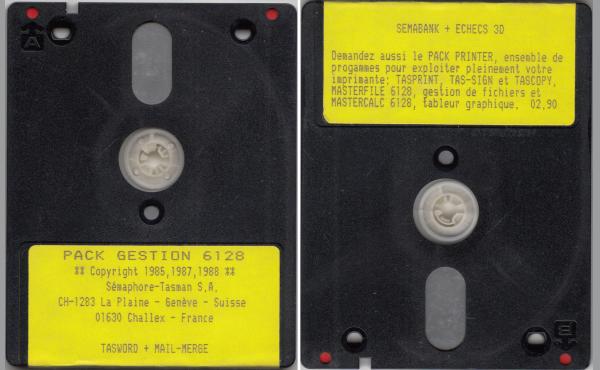 A
PACK GESTION 6128
** Copyright 1985,1987,1988 **
Sémaphore-Tasman S.A.
CH-1283 La Plaine - Genève - Suisse
01630 Challex - France
TASWORD + MAIL-MERGE
SEMABANK + ECHECS 3D
Demandez aussi le PACK PRINTER, ensemble de
progammes pour exploiter pleinement votre
imprimante: TASPRINT, TAS-SIGN et TASCOPY,
MASTERFILE 6128, gestion de fichiers et
MASTERCALC 6128, tableur graphique. 02.90
B